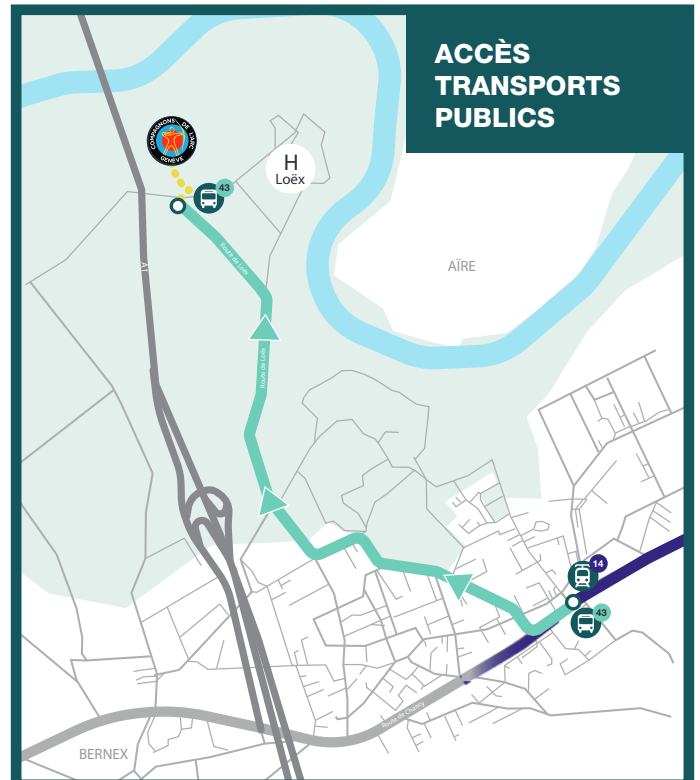 ACCÈS
TRANSPORTS
PUBLICS
COMPAGNONS DE L'ARC
GENÈVE
H
Loëx
43
Route de Loëx
A1
AÏRE
Route de Loëx
14
43
Route de Chancy
BERNEX